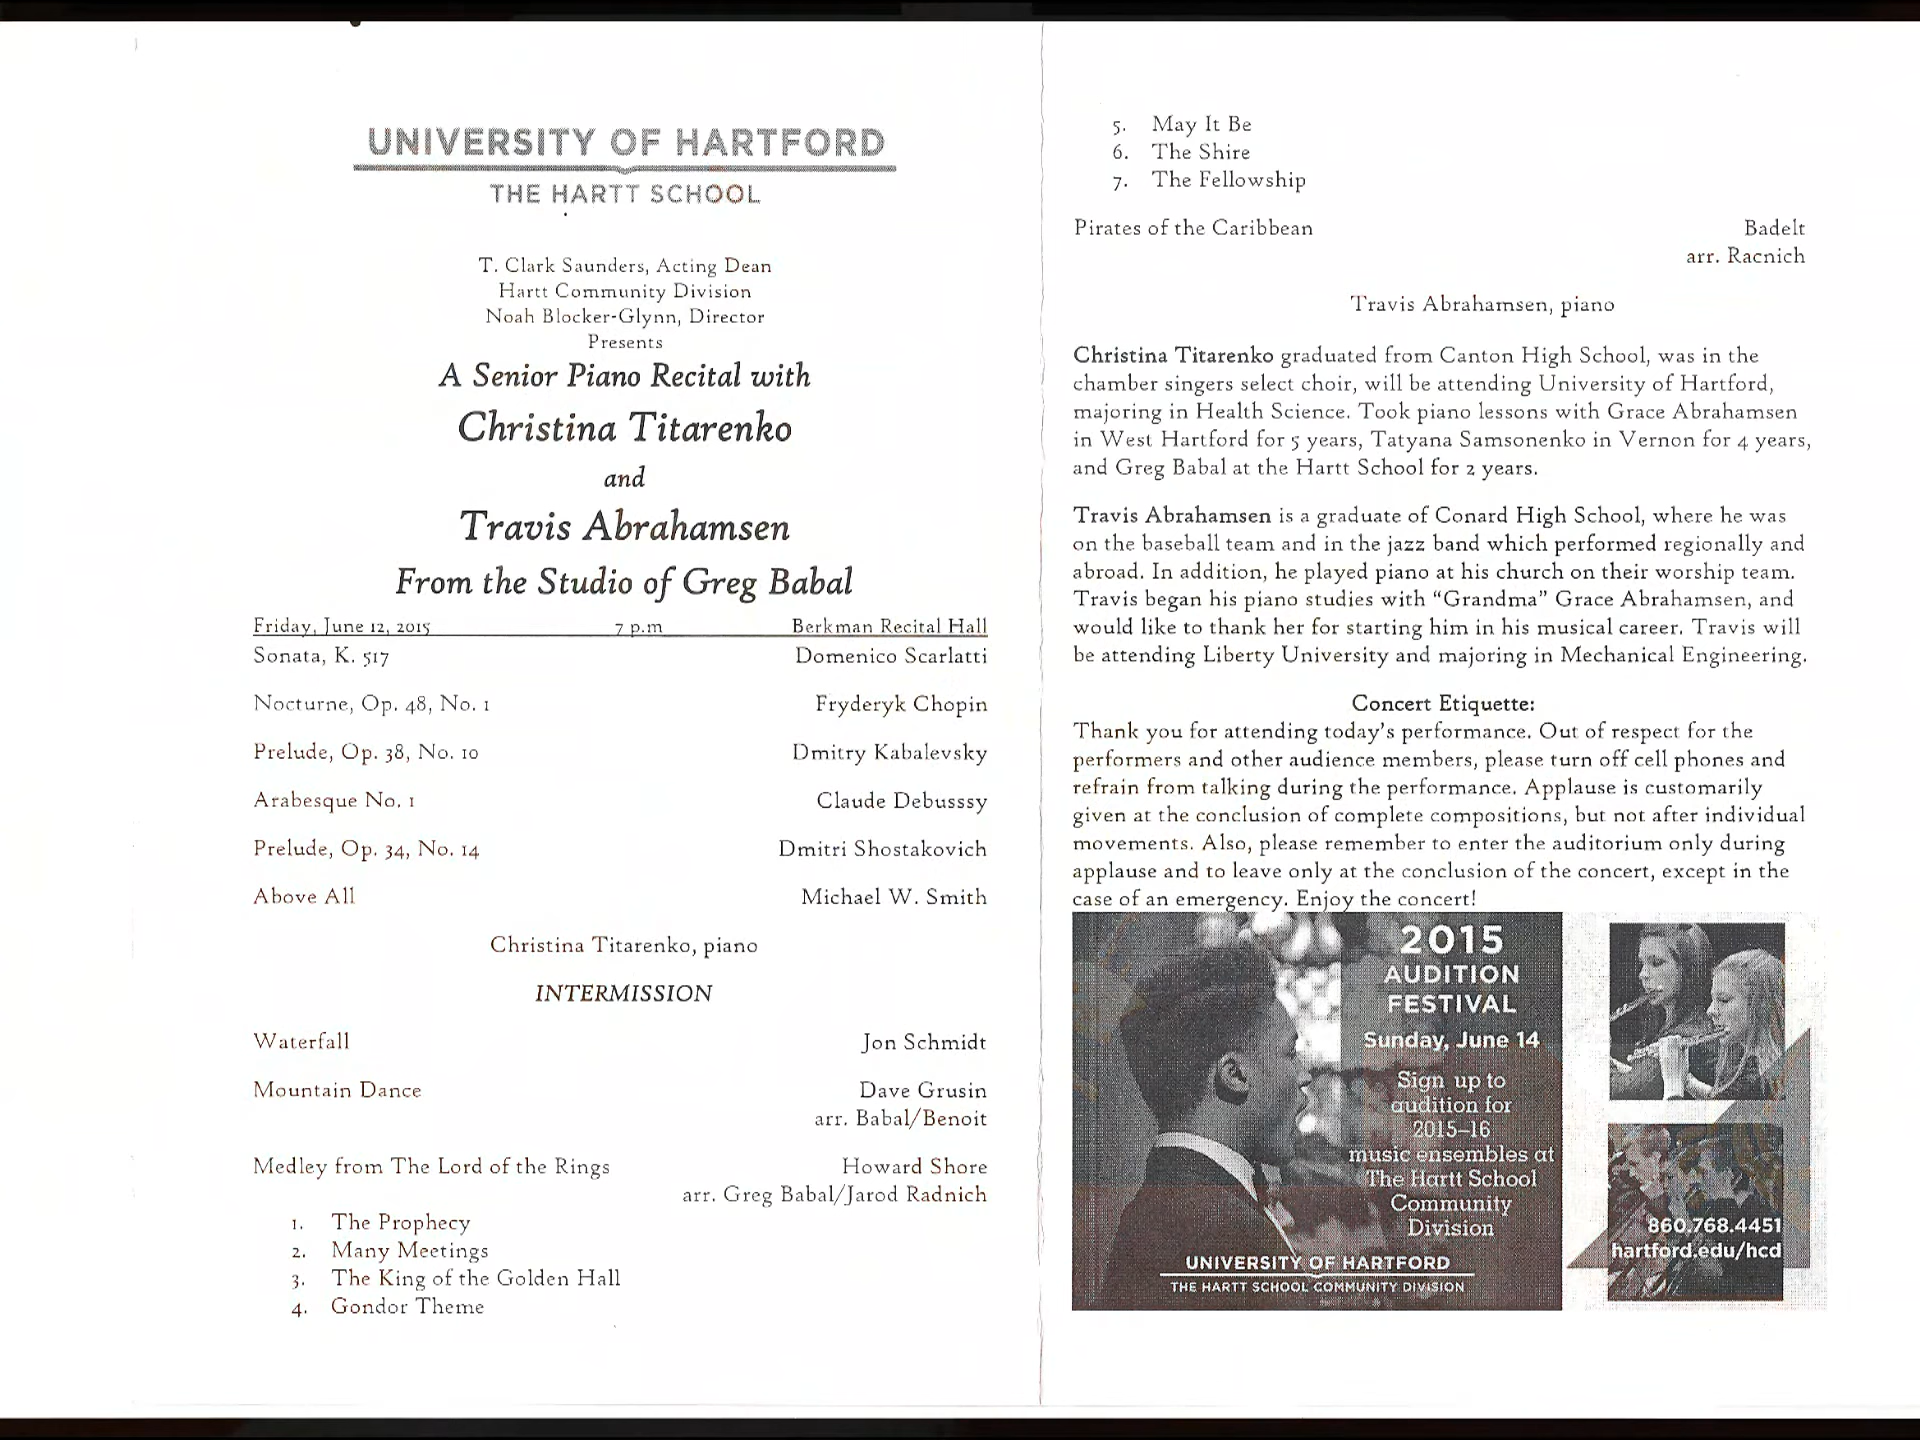 UNIVERSITY OF HARTFORD
THE HARTT SCHOOL
T. Clark Saunders, Acting Dean
Hartt Community Division
Noah Blocker-Glynn, Director
Presents
A Senior Piano Recital with
Christina Titarenko
and
Travis Abrahamsen
From the Studio of Greg Babal
Friday, June 12, 2015 7 p.m Berkman Recital Hall
Sonata, K. 517 Domenico Scarlatti
Nocturne, Op. 48, No. 1 Fryderyk Chopin
Prelude, Op. 38, No. 10 Dmitry Kabalevsky
Arabesque No. 1 Claude Debusssy
Prelude, Op. 34, No. 14 Dmitri Shostakovich
Above All Michael W. Smith
Christina Titarenko, piano
INTERMISSION
Waterfall Jon Schmidt
Mountain Dance Dave Grusin
arr. Babal/Benoit
Medley from The Lord of the Rings Howard Shore
arr. Greg Babal/Jarod Radnich
1. The Prophecy
2. Many Meetings
3. The King of the Golden Hall
4. Gondor Theme
5. May It Be
6. The Shire
7. The Fellowship
Pirates of the Caribbean Badelt
arr. Racnich
Travis Abrahamsen, piano
Christina Titarenko graduated from Canton High School, was in the
chamber singers select choir, will be attending University of Hartford,
majoring in Health Science. Took piano lessons with Grace Abrahamsen
in West Hartford for 5 years, Tatyana Samsonenko in Vernon for 4 years,
and Greg Babal at the Hartt School for 2 years.
Travis Abrahamsen is a graduate of Conard High School, where he was
on the baseball team and in the jazz band which performed regionally and
abroad. In addition, he played piano at his church on their worship team.
Travis began his piano studies with “Grandma” Grace Abrahamsen, and
would like to thank her for starting him in his musical career. Travis will
be attending Liberty University and majoring in Mechanical Engineering.
Concert Etiquette:
Thank you for attending today’s performance. Out of respect for the
performers and other audience members, please turn off cell phones and
refrain from talking during the performance. Applause is customarily
given at the conclusion of complete compositions, but not after individual
movements. Also, please remember to enter the auditorium only during
applause and to leave only at the conclusion of the concert, except in the
case of an emergency. Enjoy the concert!
2015
AUDITION
FESTIVAL
Sunday, June 14
Sign up to
audition for
2015–16
music ensembles at
The Hartt School
Community
Division
UNIVERSITY OF HARTFORD
THE HARTT SCHOOL COMMUNITY DIVISION
860.768.4451
hartford.edu/hcd